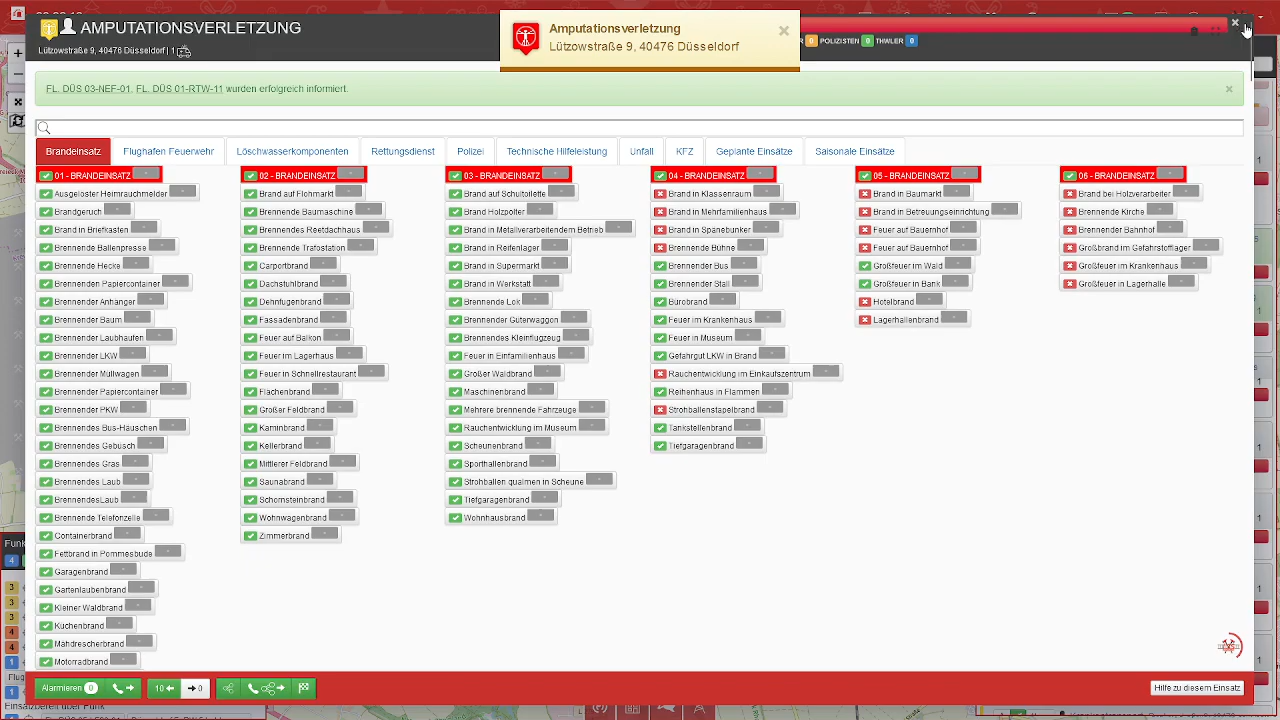 AMPUTATIONSVERLETZUNG
Lützowstraße 9, 40476 Düsseldorf | 1
Amputationsverletzung
Lützowstraße 9, 40476 Düsseldorf
0 POLIZISTEN 0 THWLER 0
FL. DÜS 03-NEF-01, FL. DÜS 01-RTW-11 wurden erfolgreich informiert.
Brandeinsatz Flughafen Feuerwehr Löschwasserkomponenten Rettungsdienst Polizei Technische Hilfeleistung Unfall KFZ Geplante Einsätze Saisonale Einsätze
01 - BRANDEINSATZ
Ausgelöster Heimrauchmelder
Brandgeruch
Brand in Briefkasten
Brennende Ballenpresse
Brennende Hecke
Brennenden Papiercontainer
Brennender Anhänger
Brennender Baum
Brennender Laubhaufen
Brennender LKW
Brennender Müllwagen
Brennender Papiercontainer
Brennender PKW
Brennendes Bus-Häuschen
Brennendes Gebüsch
Brennendes Gras
Brennendes Laub
BrennendesLaub
Brennende Telefonzelle
Containerbrand
Fettbrand in Pommesbude
Garagenbrand
Gartenlaubenbrand
Kleiner Waldbrand
Küchenbrand
Mähdrescherbrand
Motorradbrand
02 - BRANDEINSATZ
Brand auf Flohmarkt
Brennende Baumaschine
Brennendes Reetdachhaus
Brennende Trafostation
Carportbrand
Dachstuhlbrand
Dehnfugenbrand
Fassadenbrand
Feuer auf Balkon
Feuer im Lagerhaus
Feuer in Schnellrestaurant
Flächenbrand
Großer Feldbrand
Kaminbrand
Kellerbrand
Mittlerer Feldbrand
Saunabrand
Schornsteinbrand
Wohnwagenbrand
Zimmerbrand
03 - BRANDEINSATZ
Brand auf Schultoilette
Brand Holzpolter
Brand in Metallverarbeitendem Betrieb
Brand in Reifenlager
Brand in Supermarkt
Brand in Werkstatt
Brennende Lok
Brennender Güterwaggon
Brennendes Kleinflugzeug
Feuer in Einfamilienhaus
Großer Waldbrand
Maschinenbrand
Mehrere brennende Fahrzeuge
Rauchentwicklung im Museum
Scheunenbrand
Sporthallenbrand
Strohballen qualmen in Scheune
Tiefgaragenbrand
Wohnhausbrand
04 - BRANDEINSATZ
Brand in Klassenraum
Brand in Mehrfamilienhaus
Brand in Spänebunker
Brennende Bühne
Brennender Bus
Brennender Stall
Bürobrand
Feuer im Krankenhaus
Feuer in Museum
Gefahrgut LKW in Brand
Rauchentwicklung im Einkaufszentrum
Reihenhaus in Flammen
Strohballenstapelbrand
Tankstellenbrand
Tiefgaragenbrand
05 - BRANDEINSATZ
Brand in Baumarkt
Brand in Betreuungseinrichtung
Feuer auf Bauernhof
Feuer auf Bauernhof
Großfeuer im Wald
Großfeuer in Bank
Hotelbrand
Lagerhallenbrand
06 - BRANDEINSATZ
Brand bei Holzverarbeiter
Brennende Kirche
Brennender Bahnhof
Großbrand im Gefahrstofflager
Großfeuer im Krankenhaus
Großfeuer in Lagerhalle
Alarmieren 0 10 0
Hilfe zu diesem Einsatz